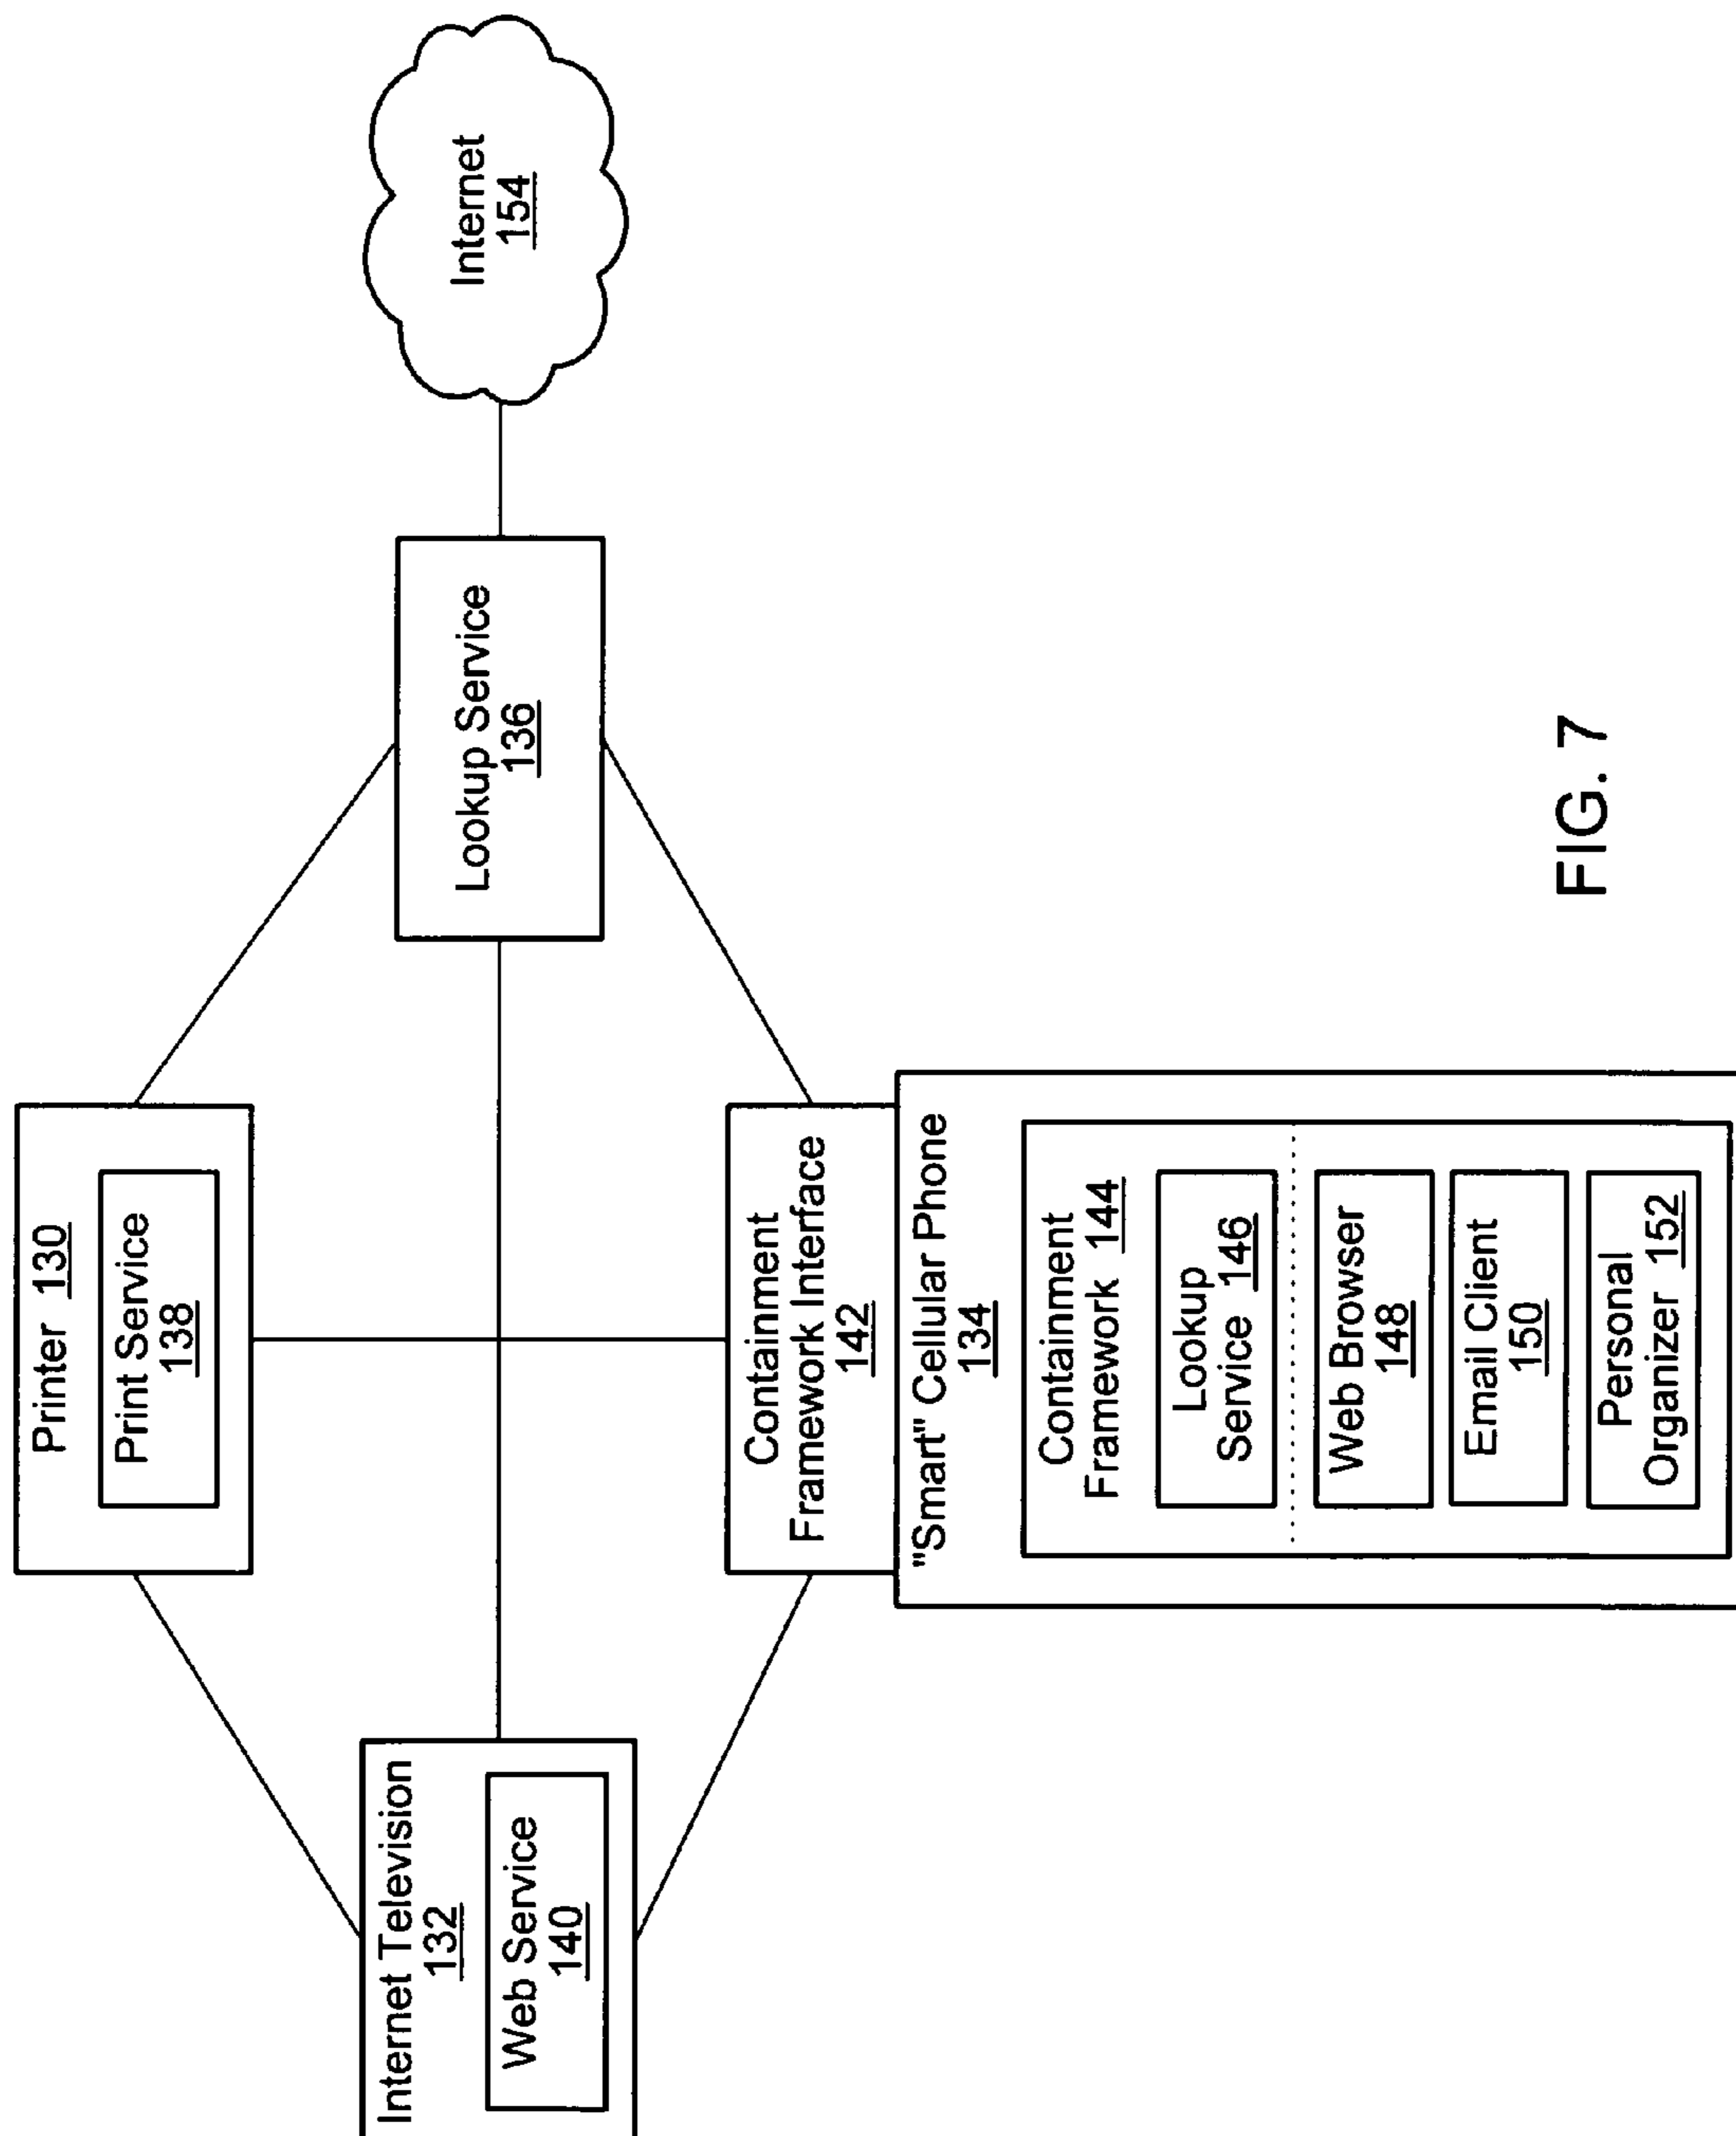 Printer 130
Print Service
138
Internet Television
132
Web Service
140
Lookup Service
136
Internet
154
Containment
Framework Interface
142
"Smart" Cellular Phone
134
Containment
Framework 144
Lookup
Service 146
Web Browser
148
Email Client
150
Personal
Organizer 152
FIG. 7